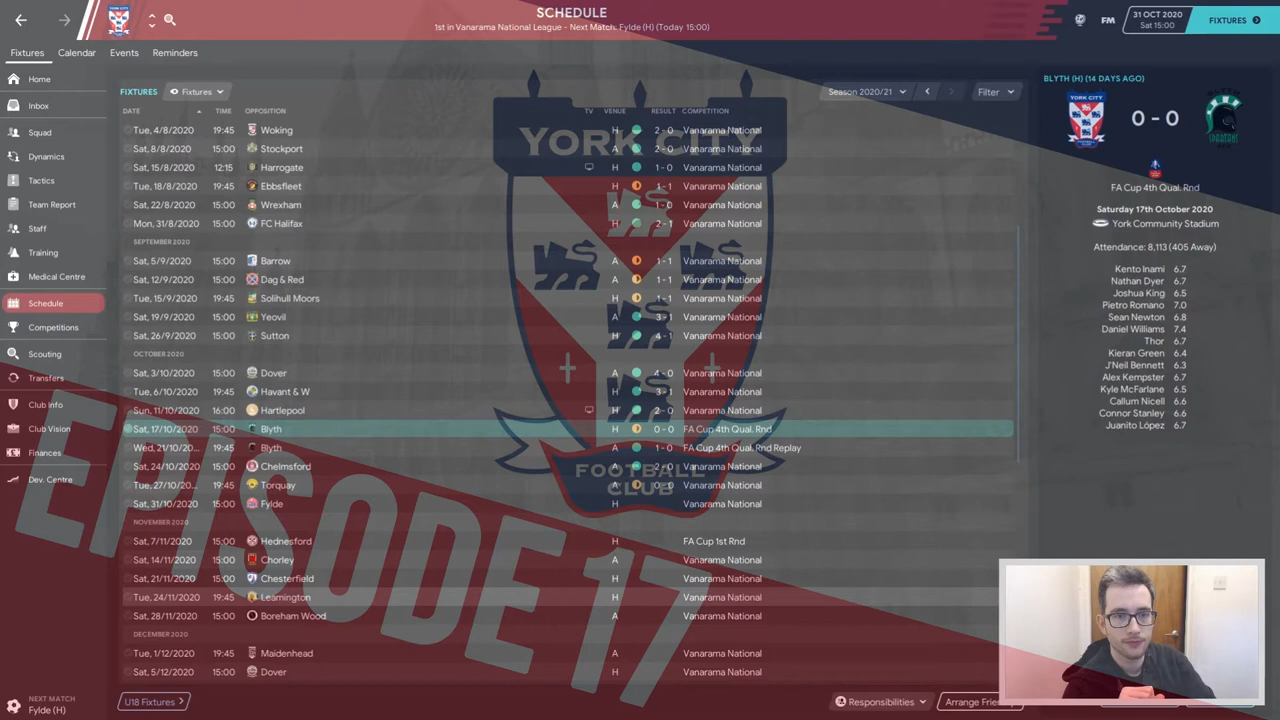 SCHEDULE
1st in Vanarama National League - Next Match: Fylde (H) (Today 15:00)
FM
31 OCT 2020
Sat 15:00
FIXTURES
Fixtures Calendar Events Reminders
Home
Inbox
Squad
Dynamics
Tactics
Team Report
Staff
Training
Medical Centre
Schedule
Competitions
Scouting
Transfers
Club Info
Club Vision
Finances
Dev. Centre
NEXT MATCH
Fylde (H)
FIXTURES Fixtures Season 2020/21 Filter
DATE TIME OPPOSITION TV VENUE RESULT COMPETITION
Tue, 4/8/2020 19:45 Woking H 2 - 0 Vanarama National
Sat, 8/8/2020 15:00 Stockport A 2 - 0 Vanarama National
Sat, 15/8/2020 12:15 Harrogate H 1 - 0 Vanarama National
Tue, 18/8/2020 19:45 Ebbsfleet H 1 - 1 Vanarama National
Sat, 22/8/2020 15:00 Wrexham A 1 - 0 Vanarama National
Mon, 31/8/2020 15:00 FC Halifax H 2 - 1 Vanarama National
SEPTEMBER 2020
Sat, 5/9/2020 15:00 Barrow A 1 - 1 Vanarama National
Sat, 12/9/2020 15:00 Dag & Red A 1 - 1 Vanarama National
Tue, 15/9/2020 19:45 Solihull Moors H 1 - 1 Vanarama National
Sat, 19/9/2020 15:00 Yeovil A 3 - 1 Vanarama National
Sat, 26/9/2020 15:00 Sutton H 4 - 1 Vanarama National
OCTOBER 2020
Sat, 3/10/2020 15:00 Dover A 4 - 0 Vanarama National
Tue, 6/10/2020 19:45 Havant & W H 3 - 1 Vanarama National
Sun, 11/10/2020 16:00 Hartlepool H 2 - 0 Vanarama National
Sat, 17/10/2020 15:00 Blyth H 0 - 0 FA Cup 4th Qual. Rnd
Wed, 21/10/20... 19:45 Blyth A 1 - 0 FA Cup 4th Qual. Rnd Replay
Sat, 24/10/2020 15:00 Chelmsford A 2 - 0 Vanarama National
Tue, 27/10/20... 19:45 Torquay A 0 - 0 Vanarama National
Sat, 31/10/2020 15:00 Fylde H Vanarama National
NOVEMBER 2020
Sat, 7/11/2020 15:00 Hednesford H FA Cup 1st Rnd
Sat, 14/11/2020 15:00 Chorley A Vanarama National
Sat, 21/11/2020 15:00 Chesterfield H Vanarama National
Tue, 24/11/2020 19:45 Leamington H Vanarama National
Sat, 28/11/2020 15:00 Boreham Wood A Vanarama National
DECEMBER 2020
Tue, 1/12/2020 19:45 Maidenhead A Vanarama National
Sat, 5/12/2020 15:00 Dover H Vanarama National
U18 Fixtures Responsibilities
YORK CITY
FOOTBALL
CLUB
EPISODE 17
BLYTH (H) (14 DAYS AGO)
YORK CITY
0 - 0
SPARTANS
FA Cup 4th Qual. Rnd
Saturday 17th October 2020
York Community Stadium
Attendance: 8,113 (405 Away)
Kento Inami 6.7
Nathan Dyer 6.7
Joshua King 6.5
Pietro Romano 7.0
Sean Newton 6.8
Daniel Williams 7.4
Thor 6.7
Kieran Green 6.4
J'Neil Bennett 6.3
Alex Kempster 6.7
Kyle McFarlane 6.5
Callum Nicell 6.6
Connor Stanley 6.6
Juanito López 6.7